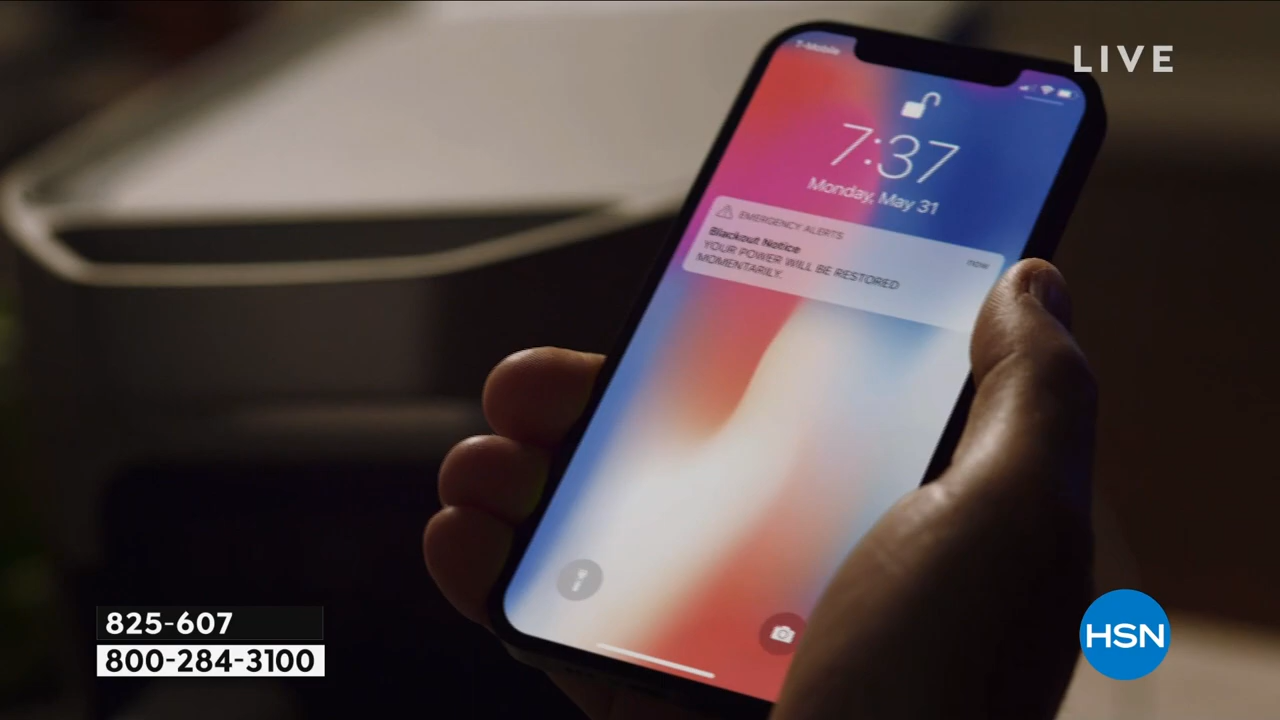 LIVE
T-Mobile
7:37
Monday, May 31
EMERGENCY ALERTS
now
Blackout Notice
YOUR POWER WILL BE RESTORED
MOMENTARILY.
825-607
800-284-3100
HSN